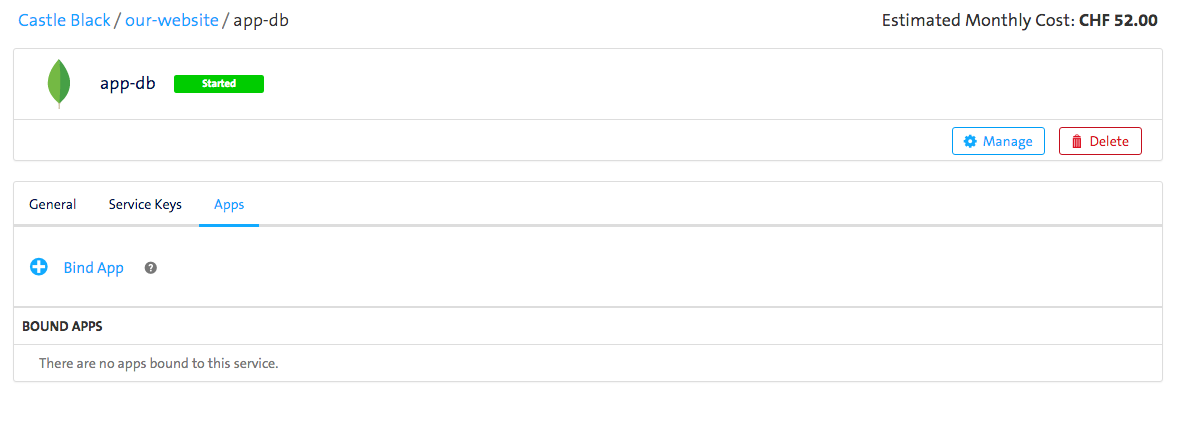 Castle Black / our-website / app-db
Estimated Monthly Cost: CHF 52.00
app-db
Started
Manage
Delete
General
Service Keys
Apps
Bind App
?
BOUND APPS
There are no apps bound to this service.